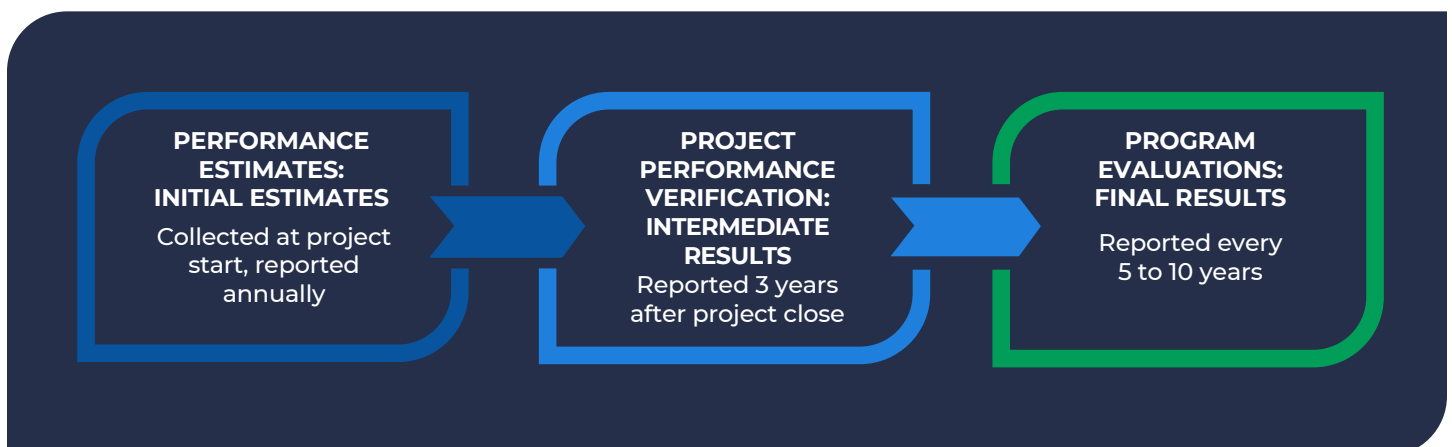 PERFORMANCE
ESTIMATES:
INITIAL ESTIMATES
Collected at project
start, reported
annually
PROJECT
PERFORMANCE
VERIFICATION:
INTERMEDIATE
RESULTS
Reported 3 years
after project close
PROGRAM
EVALUATIONS:
FINAL RESULTS
Reported every
5 to 10 years